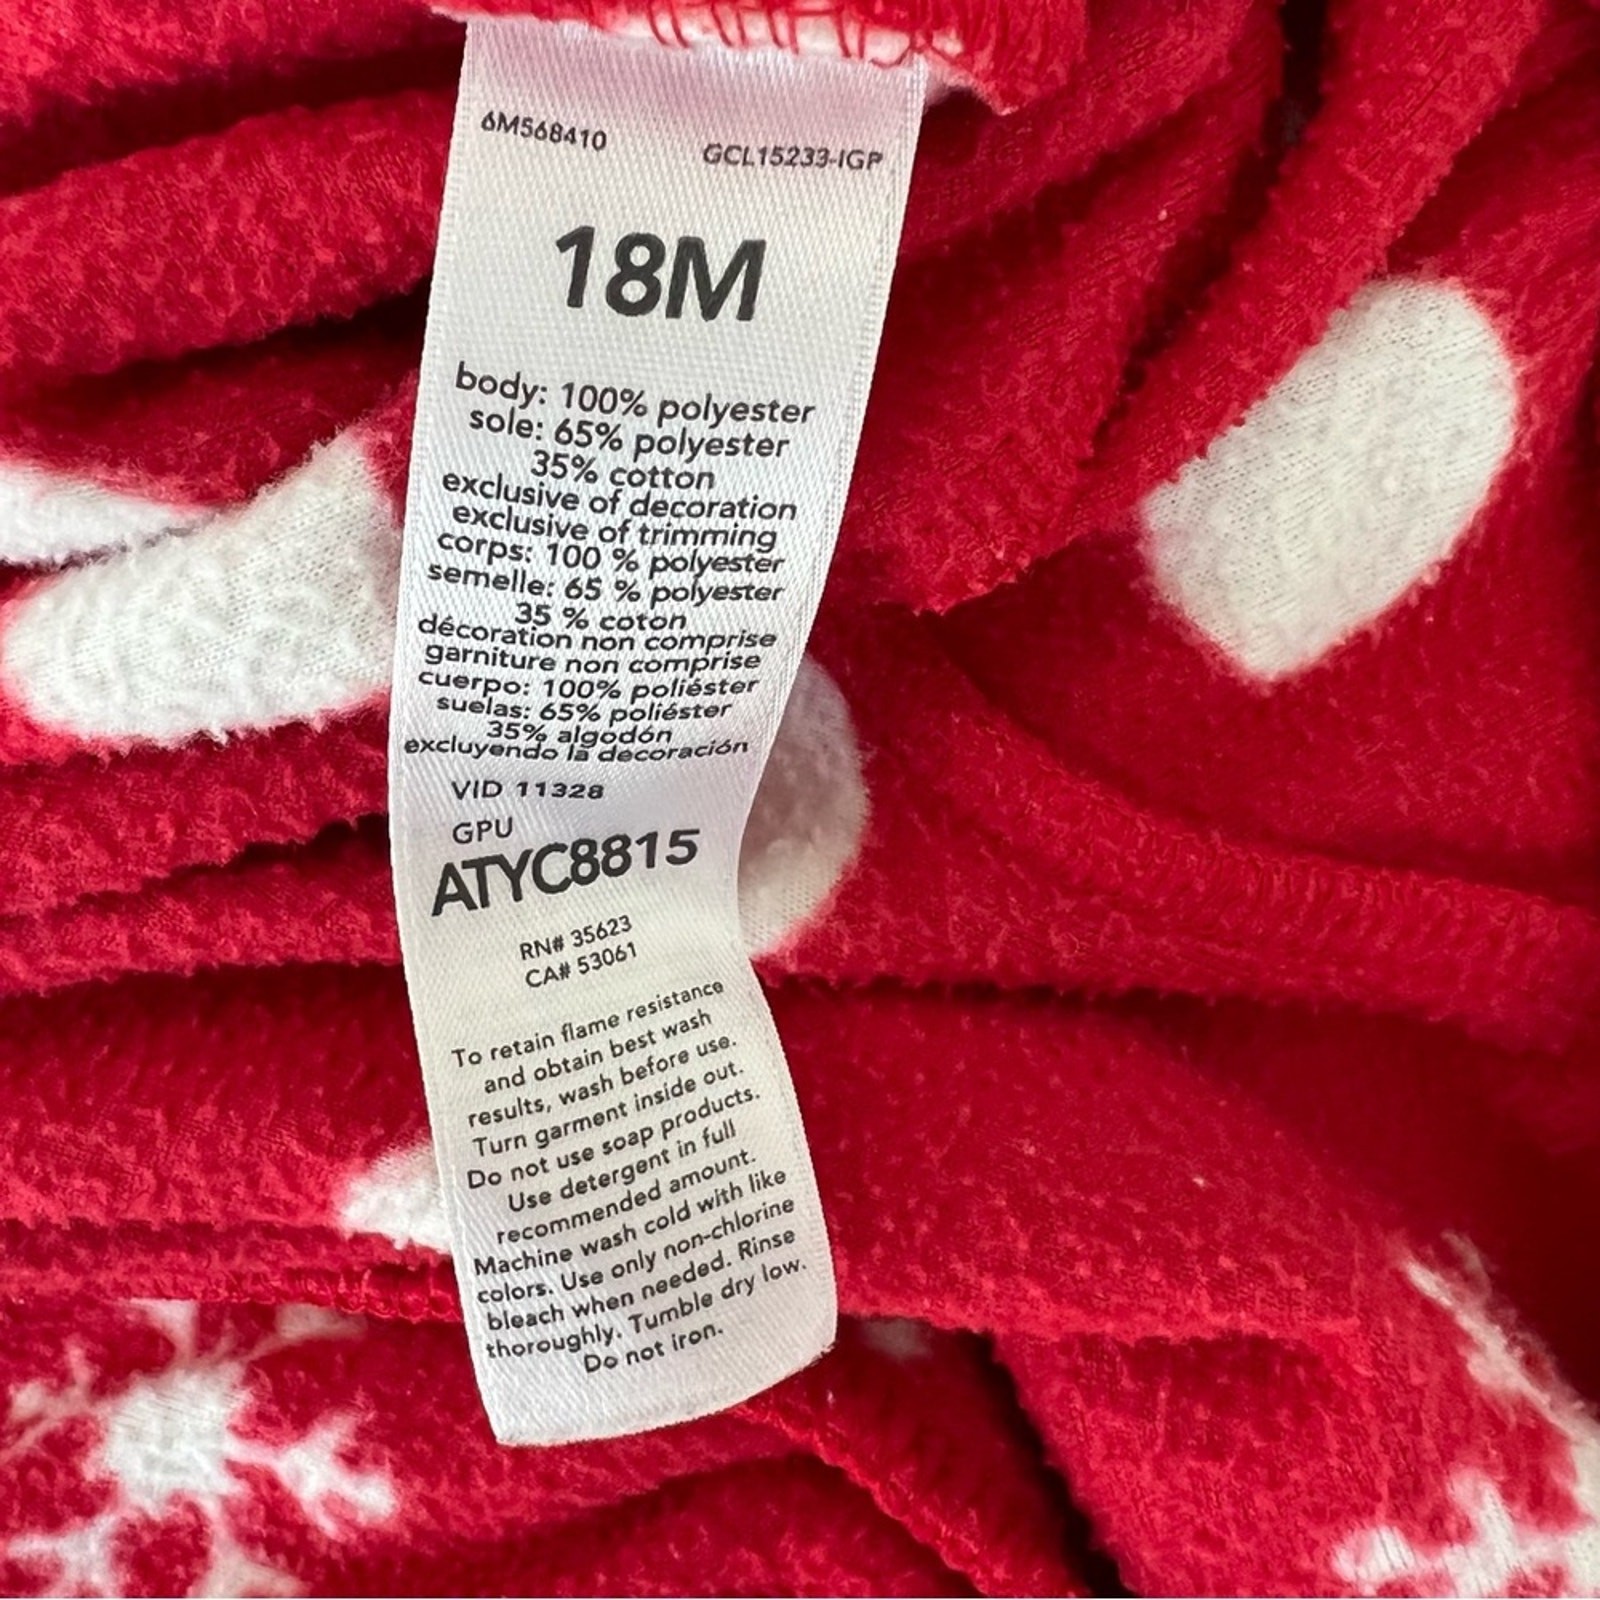 6M568410
GCL15233-IGP
18M
body: 100% polyester
sole: 65% polyester
35% cotton
exclusive of decoration
exclusive of trimming
corps: 100 % polyester
semelle: 65 % polyester
35 % coton
décoration non comprise
garniture non comprise
cuerpo: 100% poliéster
suelas: 65% poliéster
35% algodón
excluyendo la decoración
VID 11328
GPU
ATYC8815
RN# 35623
CA# 53061
To retain flame resistance
and obtain best wash
results, wash before use.
Turn garment inside out.
Do not use soap products.
Use detergent in full
recommended amount.
Machine wash cold with like
colors. Use only non-chlorine
bleach when needed. Rinse
thoroughly. Tumble dry low.
Do not iron.